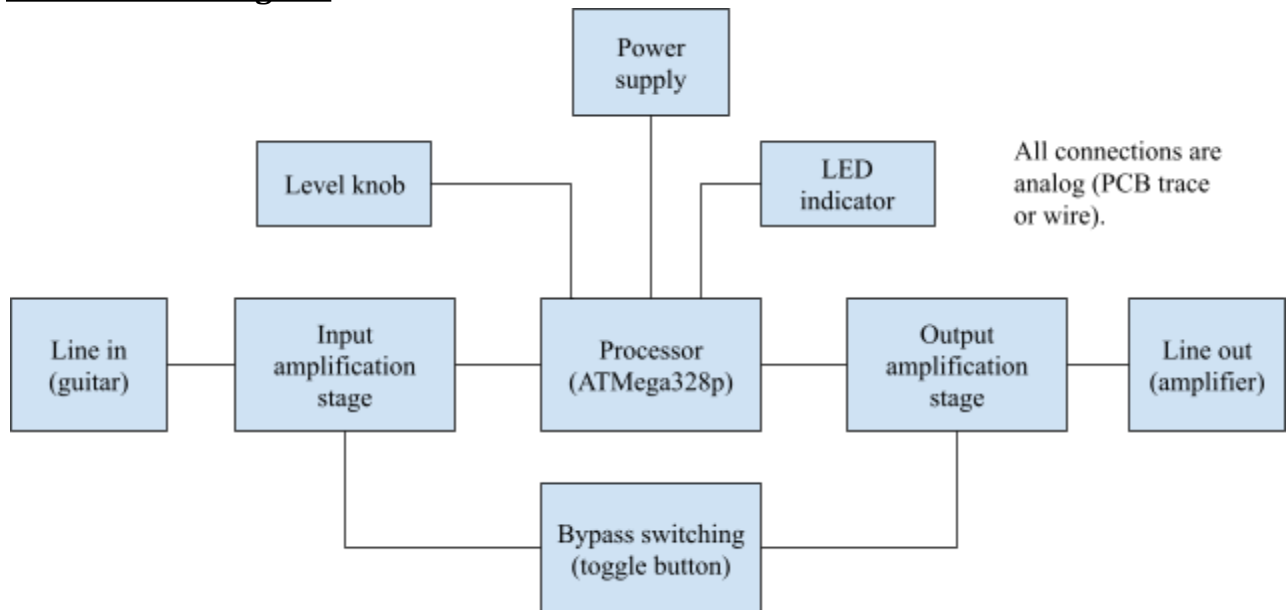 Power
supply
Level knob
LED
indicator
All connections are
analog (PCB trace
or wire).
Line in
(guitar)
Input
amplification
stage
Processor
(ATMega328p)
Output
amplification
stage
Line out
(amplifier)
Bypass switching
(toggle button)